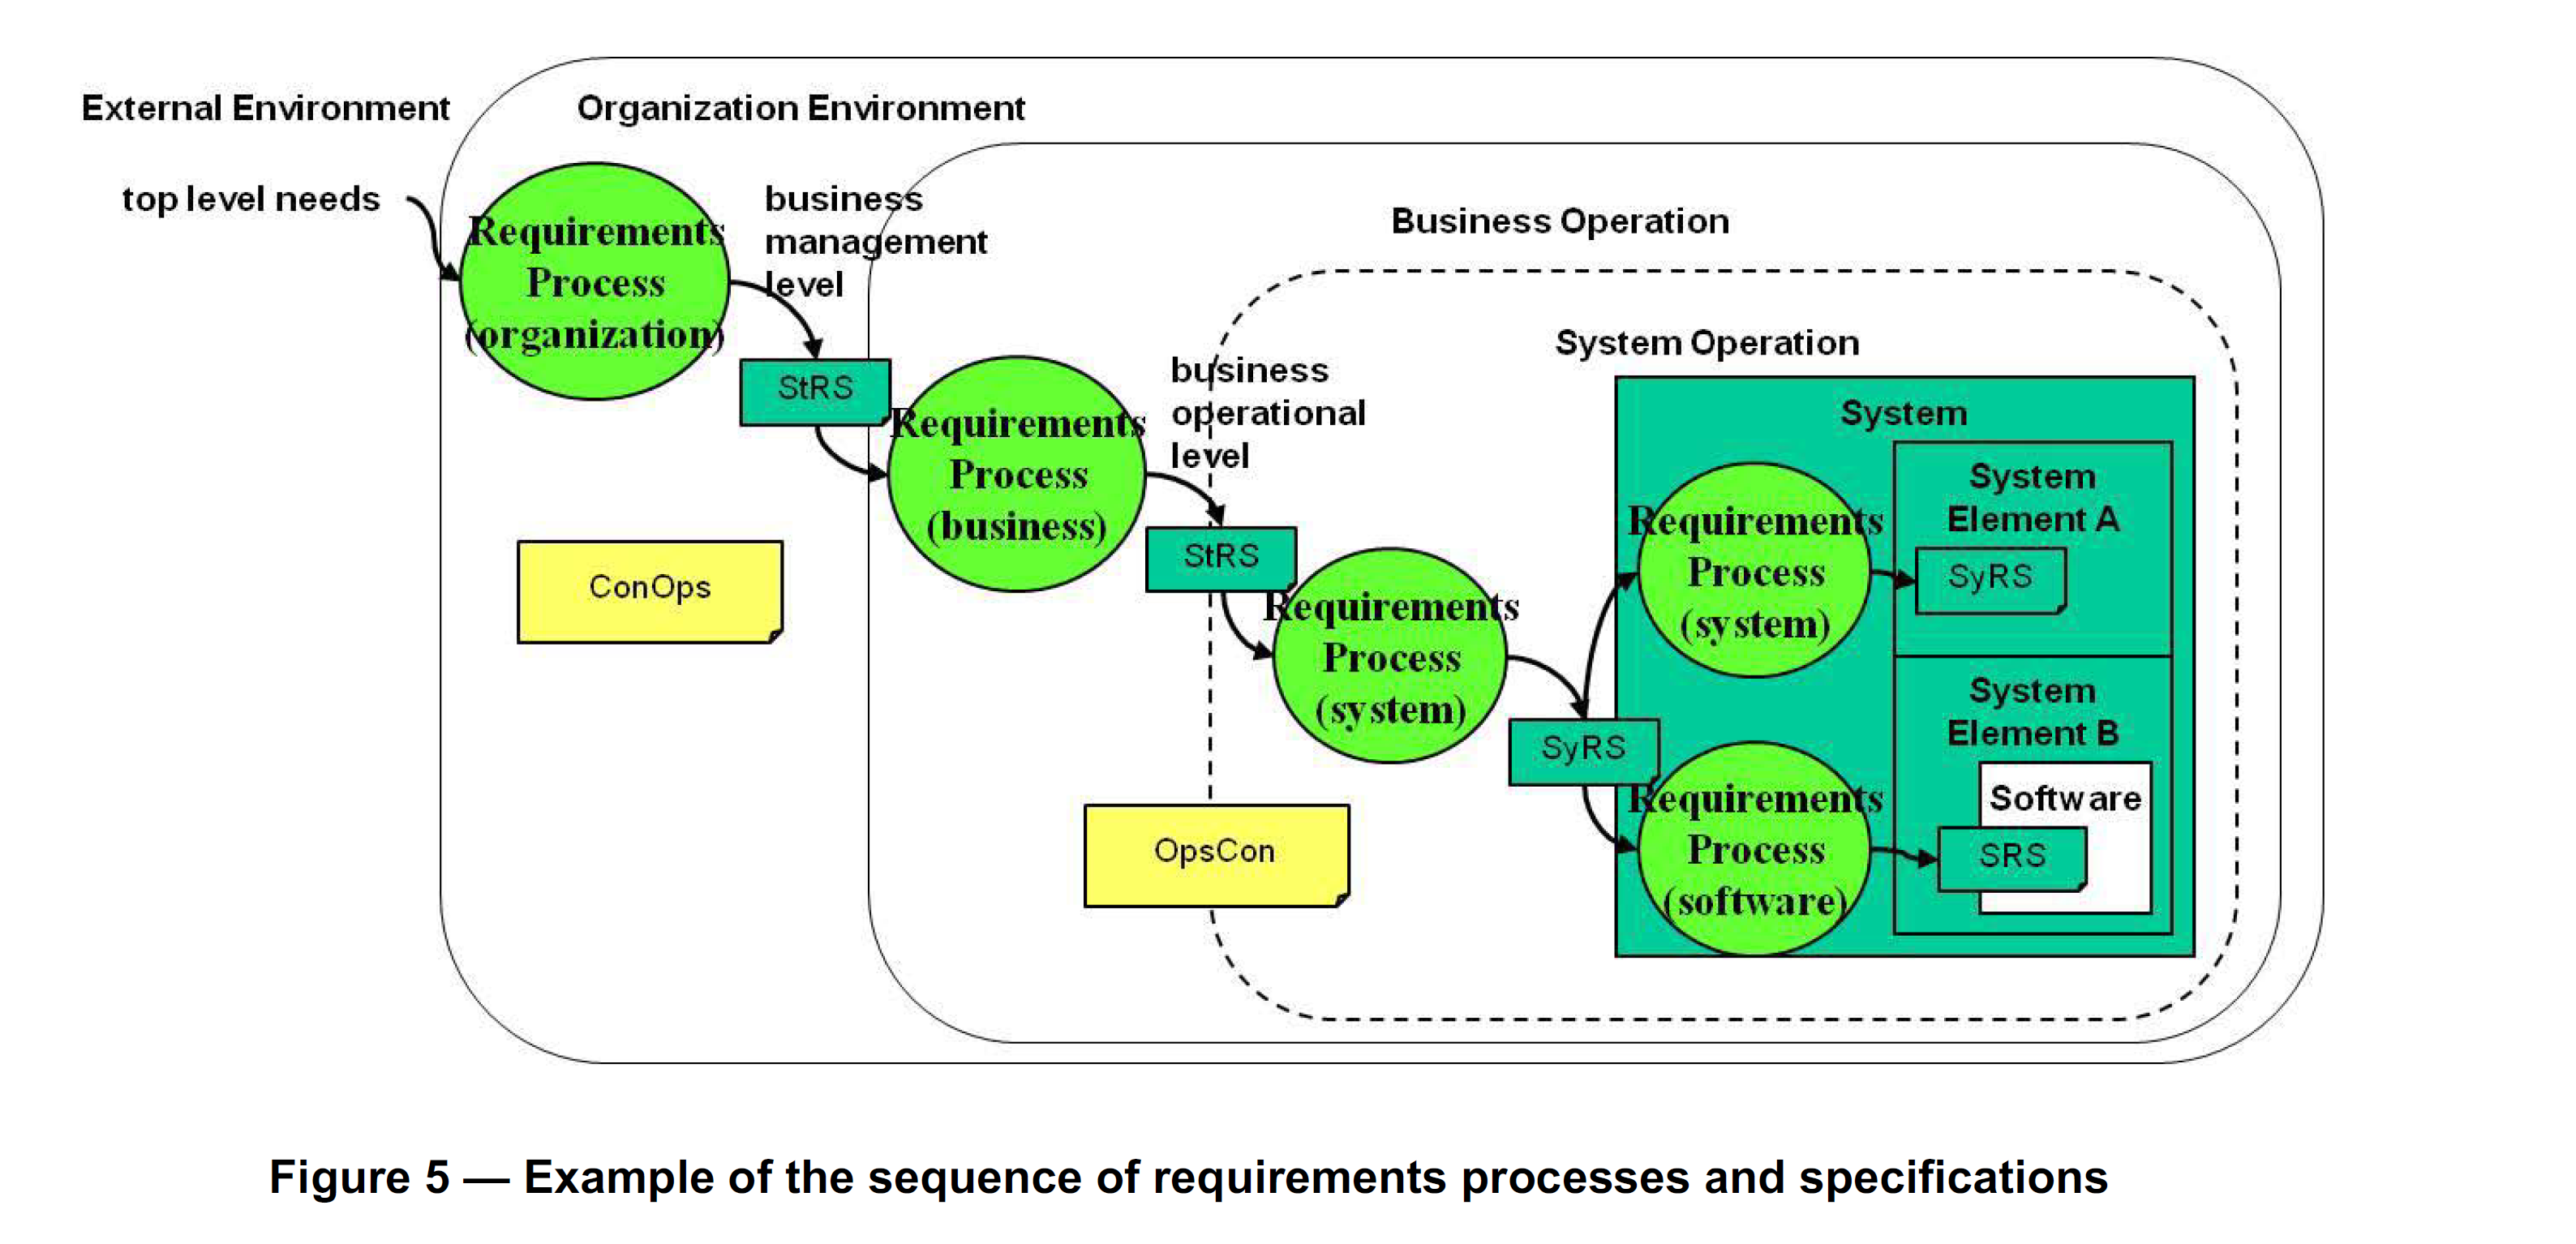 External Environment
Organization Environment
top level needs
Requirements
Process
(organization)
business
management
level
Business Operation
StRS
Requirements
Process
(business)
business
operational
level
System Operation
StRS
ConOps
Requirements
Process
(system)
System
Requirements
Process
(system)
System
Element A
SyRS
SyRS
System
Element B
Requirements
Process
(software)
Software
SRS
OpsCon
Figure 5 — Example of the sequence of requirements processes and specifications